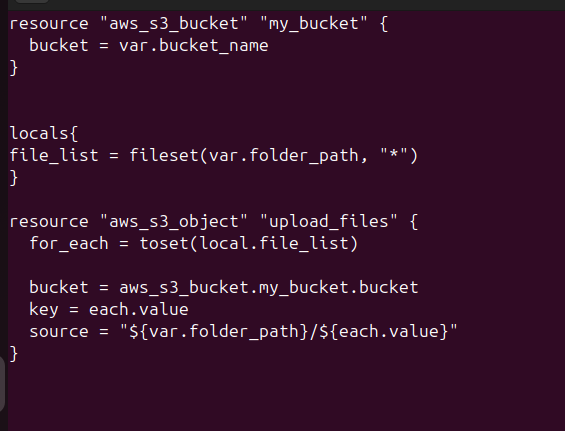 resource "aws_s3_bucket" "my_bucket" {
  bucket = var.bucket_name
}
locals{
file_list = fileset(var.folder_path, "*")
}
resource "aws_s3_object" "upload_files" {
  for_each = toset(local.file_list)
  bucket = aws_s3_bucket.my_bucket.bucket
  key = each.value
  source = "${var.folder_path}/${each.value}"
}